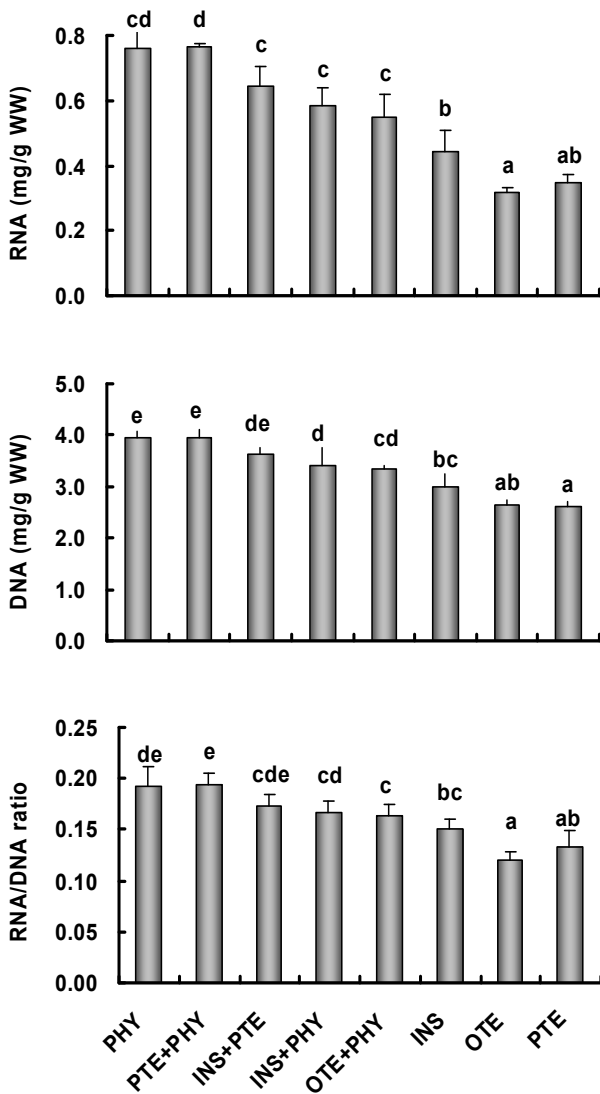 RNA (mg/g WW)
0.8
0.6
0.4
0.2
0.0
cd d c c c b a ab
DNA (mg/g WW)
5.0
4.0
3.0
2.0
1.0
0.0
e e de d cd bc ab a
RNA/DNA ratio
0.25
0.20
0.15
0.10
0.05
0.00
de e cde cd c bc a ab
PHY PTE+PHY INS+PTE INS+PHY OTE+PHY INS OTE PTE